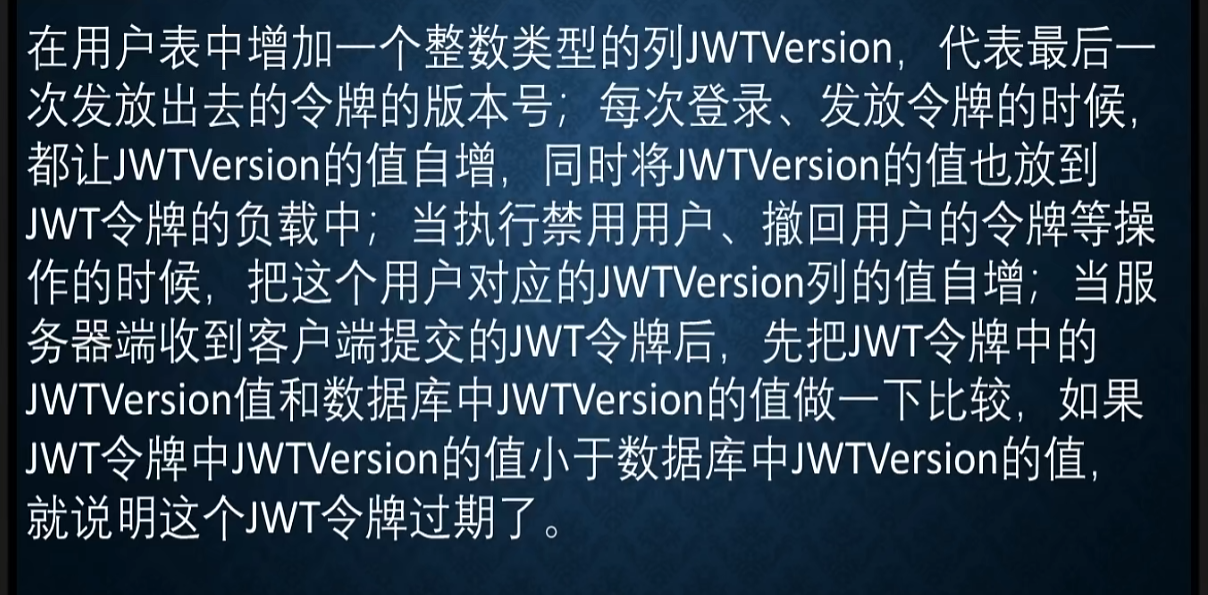 在用户表中增加一个整数类型的列JWTVersion，代表最后一
次发放出去的令牌的版本号；每次登录、发放令牌的时候，
都让JWTVersion的值自增，同时将JWTVersion的值也放到
JWT令牌的负载中；当执行禁用用户、撤回用户的令牌等操
作的时候，把这个用户对应的JWTVersion列的值自增；当服
务器端收到客户端提交的JWT令牌后，先把JWT令牌中的
JWTVersion值和数据库中JWTVersion的值做一下比较，如果
JWT令牌中JWTVersion的值小于数据库中JWTVersion的值，
就说明这个JWT令牌过期了。